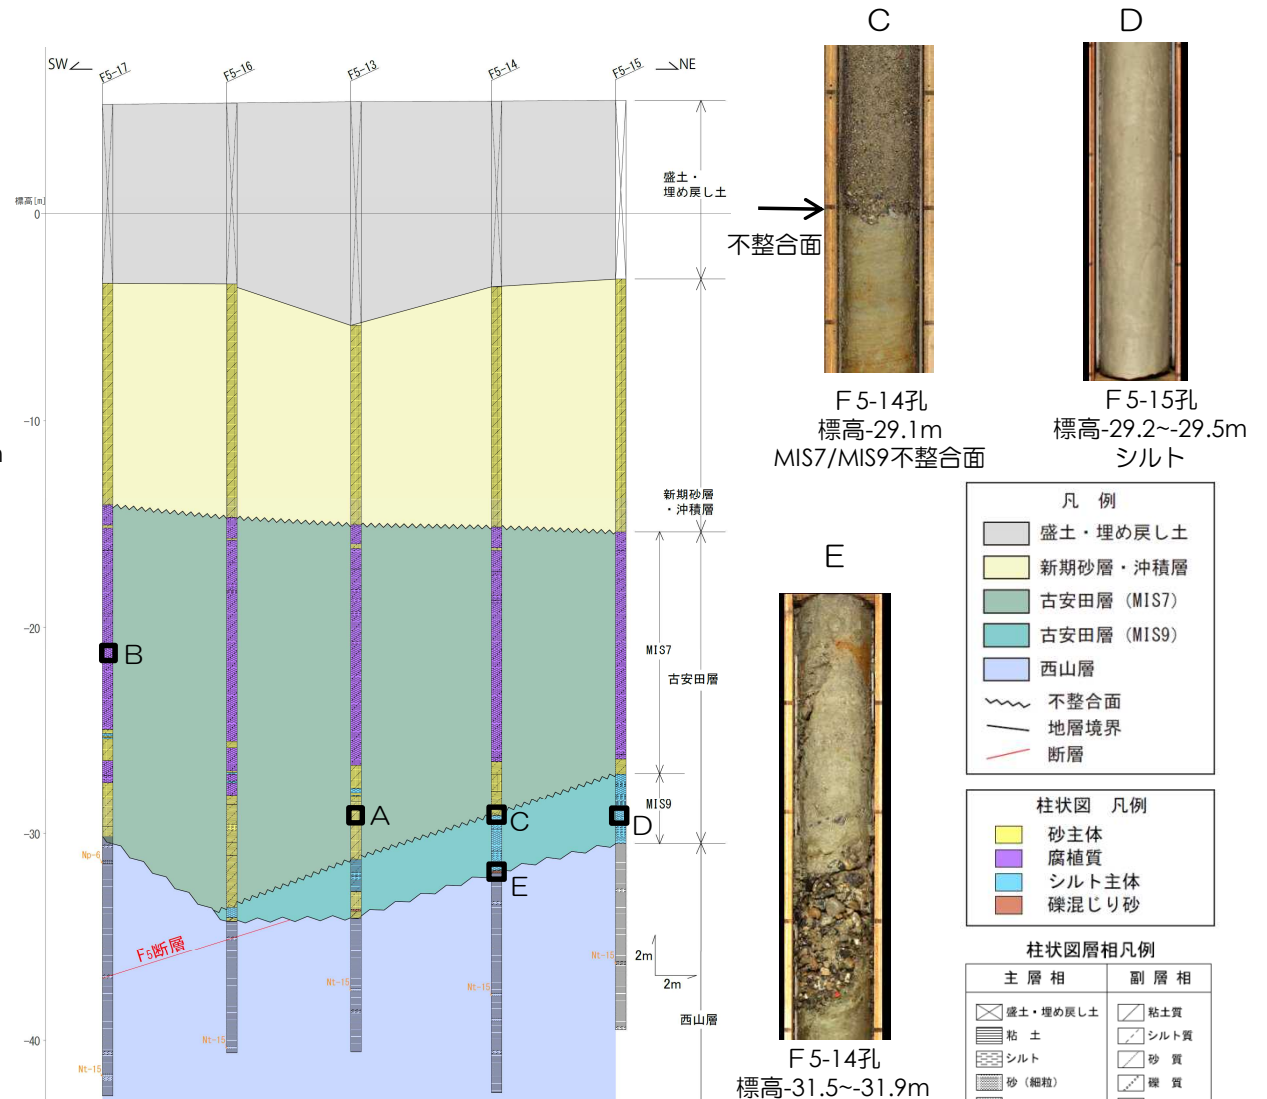 SW
F5-17
F5-16
F5-13
F5-14
F5-15
NE
標高[m]
0
-10
-20
-30
-40
盛土・
埋め戻し土
新期砂層
・沖積層
MIS7
古安田層
MIS9
西山層
A
B
C
D
E
Np-6
Nt-15
Nt-15
Nt-15
Nt-15
Nt-15
F5断層
2m
2m
C
不整合面
F5-14孔
標高-29.1m
MIS7/MIS9不整合面
D
F5-15孔
標高-29.2~-29.5m
シルト
E
F5-14孔
標高-31.5~-31.9m
凡 例
盛土・埋め戻し土
新期砂層・沖積層
古安田層（MIS7）
古安田層（MIS9）
西山層
不整合面
地層境界
断層
柱状図 凡例
砂主体
腐植質
シルト主体
礫混じり砂
柱状図層相凡例
主 層 相 副 層 相
盛土・埋め戻し土 粘土質
粘 土 シルト質
シルト 砂 質
砂（細粒） 礫 質